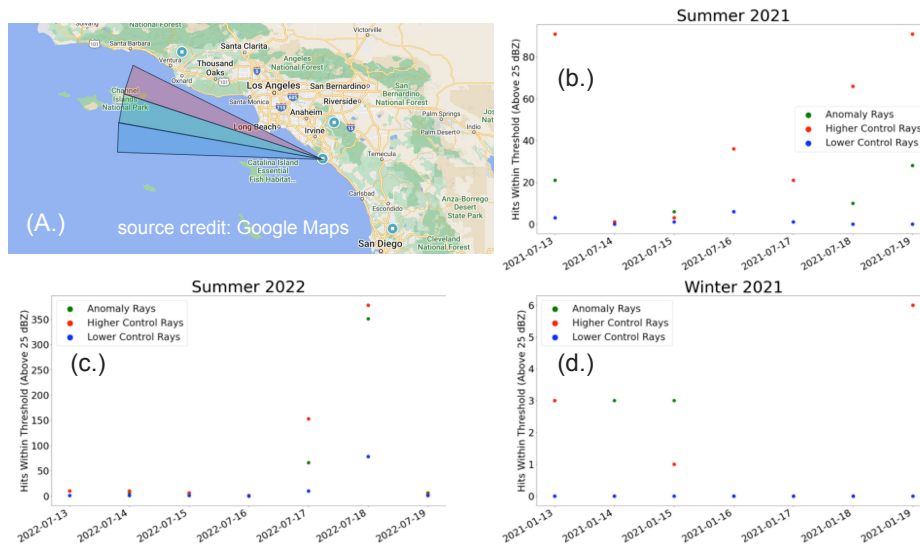 Santa Barbara
Ventura
Oxnard
Thousand
Oaks
Santa Clarita
Santa Monica
Los Angeles
Angeles
National Forest
Victorville
San Bernardino
San Bernardino
National Forest
Riverside
Anaheim
Long Beach
Irvine
Palm Springs
Palm Desert
Indio
Channel
Islands
National Park
Catalina Island
Essential
Fish Habitat...
Temecula
Carlsbad
Escondido
Anza-Borrego
Desert
State Park
Cleveland
National Forest
San Diego
(A.)
source credit: Google Maps
Summer 2021
(b.)
Hits Within Threshold (Above 25 dBZ)
80
60
40
20
0
Anomaly Rays
Higher Control Rays
Lower Control Rays
2021-07-13
2021-07-14
2021-07-15
2021-07-16
2021-07-17
2021-07-18
2021-07-19
Summer 2022
(c.)
Hits Within Threshold (Above 25 dBZ)
350
300
250
200
150
100
50
0
Anomaly Rays
Higher Control Rays
Lower Control Rays
2022-07-13
2022-07-14
2022-07-15
2022-07-16
2022-07-17
2022-07-18
2022-07-19
Winter 2021
(d.)
Hits Within Threshold (Above 25 dBZ)
6
5
4
3
2
1
0
Anomaly Rays
Higher Control Rays
Lower Control Rays
2021-01-13
2021-01-14
2021-01-15
2021-01-16
2021-01-17
2021-01-18
2021-01-19